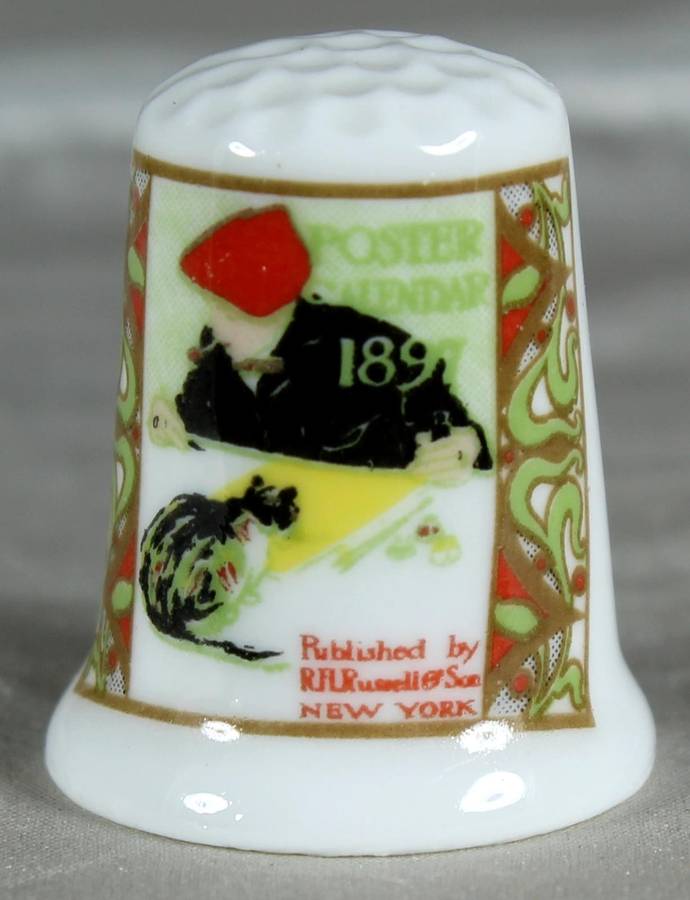 POSTER
CALENDAR
1897
Published by
R.H.Russell & Son
NEW YORK